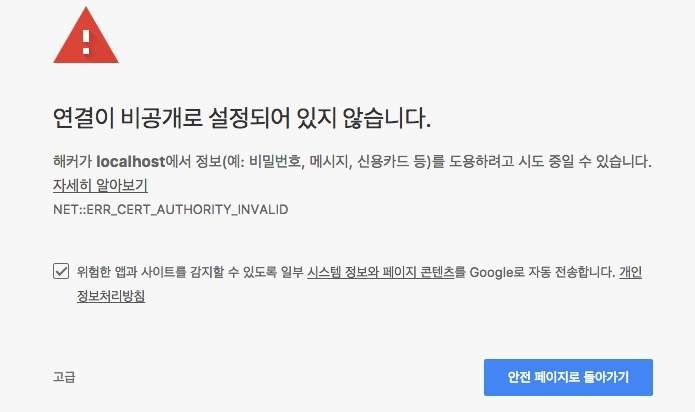 연결이 비공개로 설정되어 있지 않습니다.
해커가 localhost에서 정보(예: 비밀번호, 메시지, 신용카드 등)를 도용하려고 시도 중일 수 있습니다.
자세히 알아보기
NET::ERR_CERT_AUTHORITY_INVALID
위험한 앱과 사이트를 감지할 수 있도록 일부 시스템 정보와 페이지 콘텐츠를 Google로 자동 전송합니다. 개인
정보처리방침
고급
안전 페이지로 돌아가기